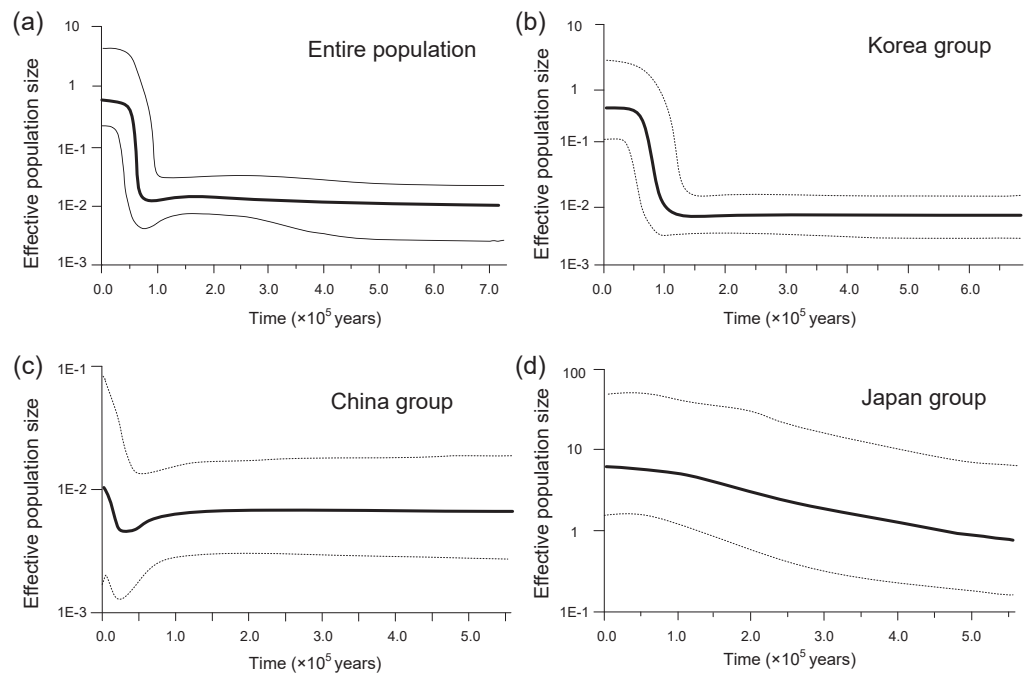 (a)
Entire population
Effective population size
10
1
1E-1
1E-2
1E-3
0.0 1.0 2.0 3.0 4.0 5.0 6.0 7.0
Time (×10⁵ years)
(b)
Korea group
Effective population size
10
1
1E-1
1E-2
1E-3
0.0 1.0 2.0 3.0 4.0 5.0 6.0
Time (×10⁵ years)
(c)
China group
Effective population size
1E-1
1E-2
1E-3
0.0 1.0 2.0 3.0 4.0 5.0
Time (×10⁵ years)
(d)
Japan group
Effective population size
100
10
1
1E-1
0.0 1.0 2.0 3.0 4.0 5.0
Time (×10⁵ years)